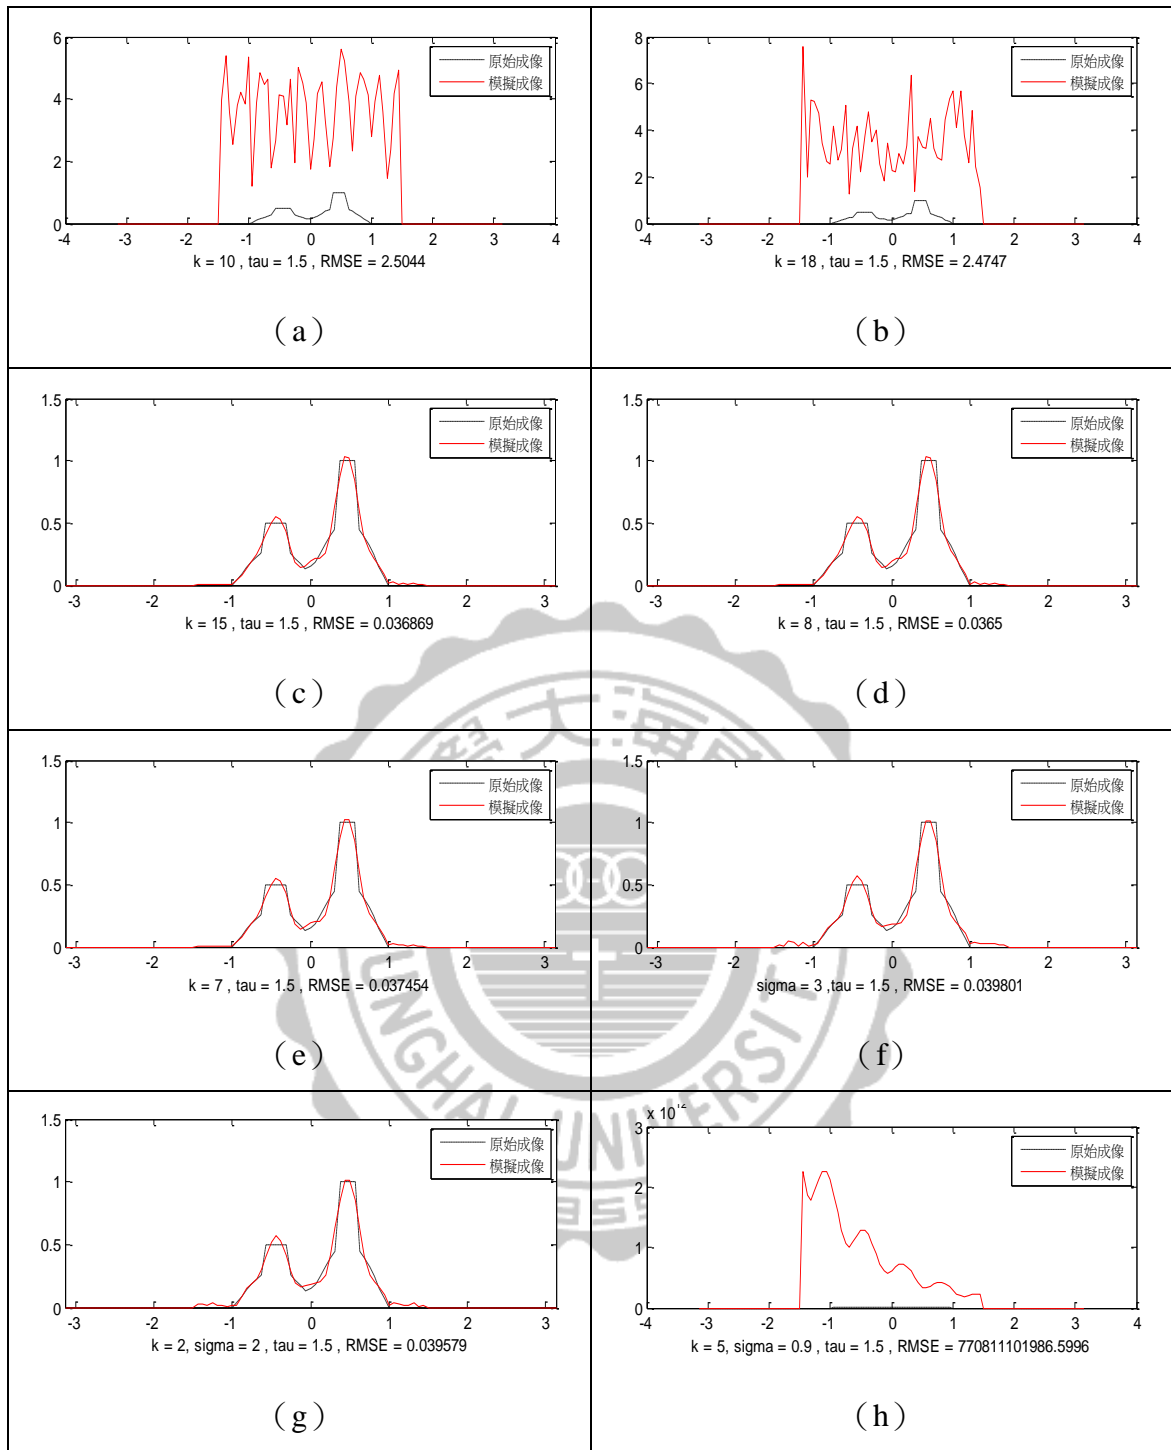 6
4
2
0
-4 -3 -2 -1 0 1 2 3 4
原始成像
模擬成像
k = 10 , tau = 1.5 , RMSE = 2.5044
(a)
8
6
4
2
0
-4 -3 -2 -1 0 1 2 3 4
原始成像
模擬成像
k = 18 , tau = 1.5 , RMSE = 2.4747
(b)
1.5
1
0.5
0
-3 -2 -1 0 1 2 3
原始成像
模擬成像
k = 15 , tau = 1.5 , RMSE = 0.036869
(c)
1.5
1
0.5
0
-3 -2 -1 0 1 2 3
原始成像
模擬成像
k = 8 , tau = 1.5 , RMSE = 0.0365
(d)
1.5
1
0.5
0
-3 -2 -1 0 1 2 3
原始成像
模擬成像
k = 7 , tau = 1.5 , RMSE = 0.037454
(e)
1.5
1
0.5
0
-3 -2 -1 0 1 2 3
原始成像
模擬成像
sigma = 3 ,tau = 1.5 , RMSE = 0.039801
(f)
1.5
1
0.5
0
-3 -2 -1 0 1 2 3
原始成像
模擬成像
k = 2, sigma = 2 , tau = 1.5 , RMSE = 0.039579
(g)
x 10^12
3
2
1
0
-4 -3 -2 -1 0 1 2 3 4
原始成像
模擬成像
k = 5, sigma = 0.9 , tau = 1.5 , RMSE = 770811101986.5996
(h)